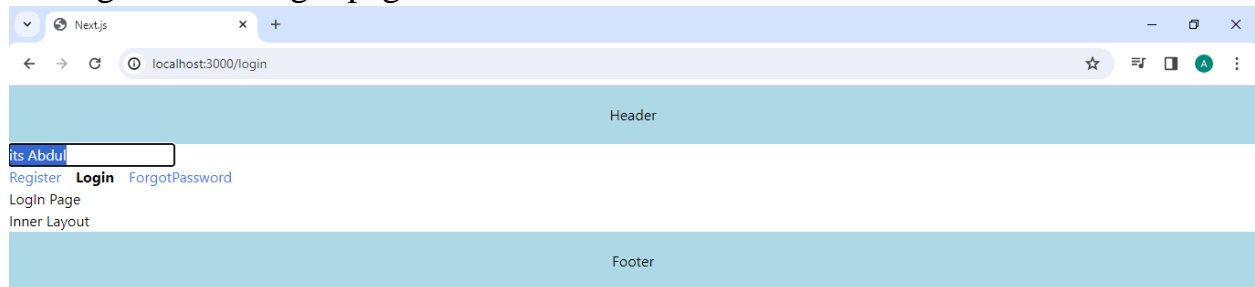 Next.js
localhost:3000/login
A
Header
its Abdul
Register Login ForgotPassword
LogIn Page
Inner Layout
Footer